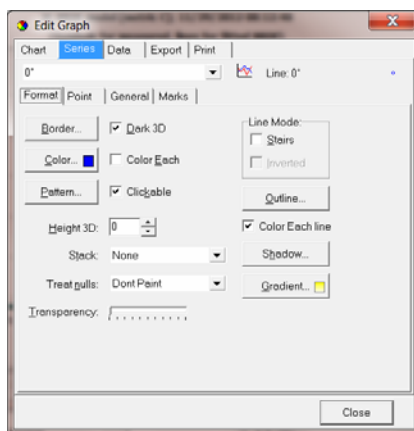 Edit Graph
Chart Series Data Export Print
0° Line: 0°
Format Point General Marks
Border... Dark 3D Line Mode:
Stairs
Color... Color Each Inverted
Pattern... Clickable Outline...
Height 3D: 0 Color Each line
Stack: None Shadow...
Treat nulls: Dont Paint Gradient...
Transparency:
Close